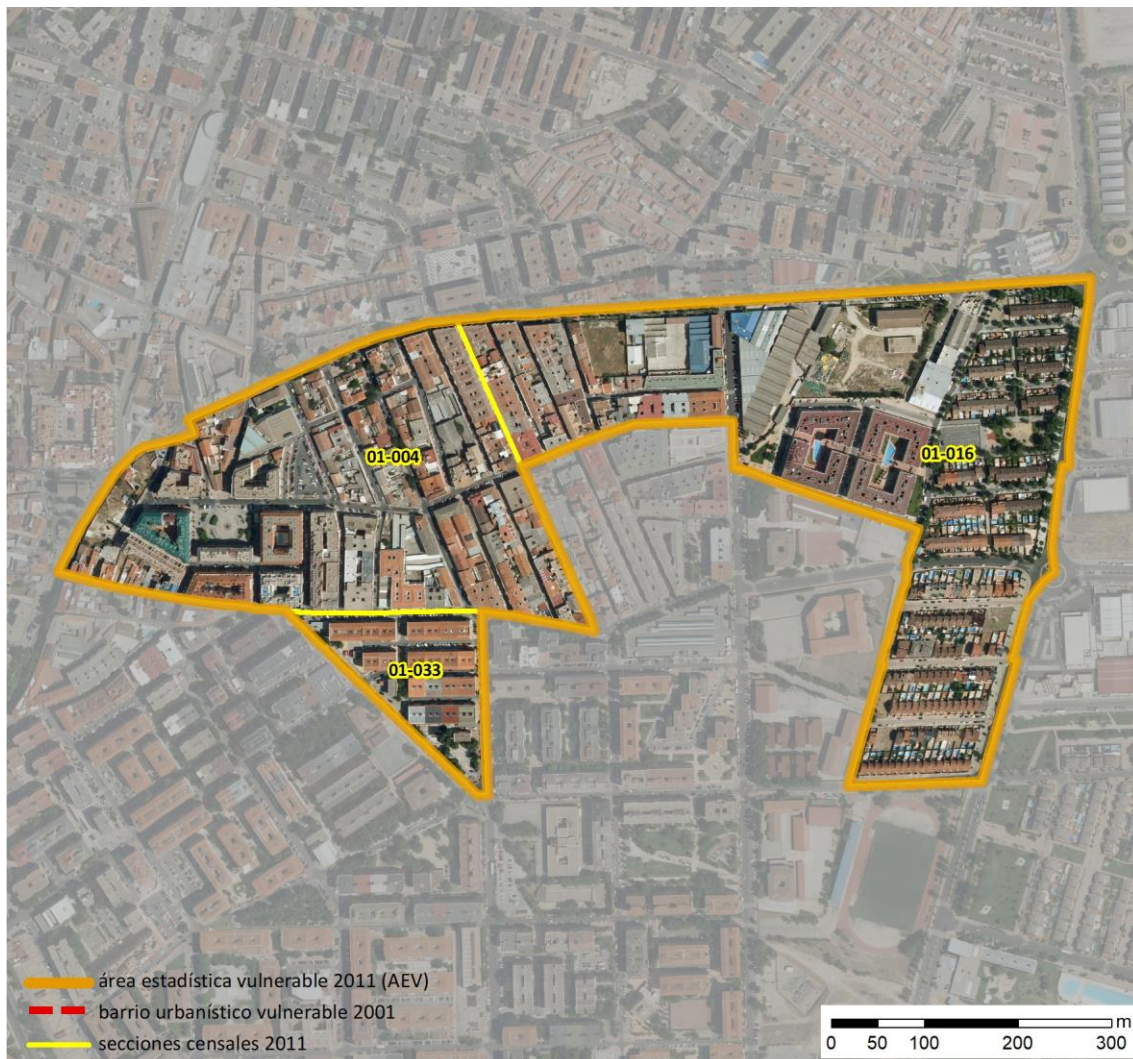 01-004
01-016
01-033
área estadística vulnerable 2011 (AEV)
barrio urbanístico vulnerable 2001
secciones censales 2011
m
0 50 100 200 300